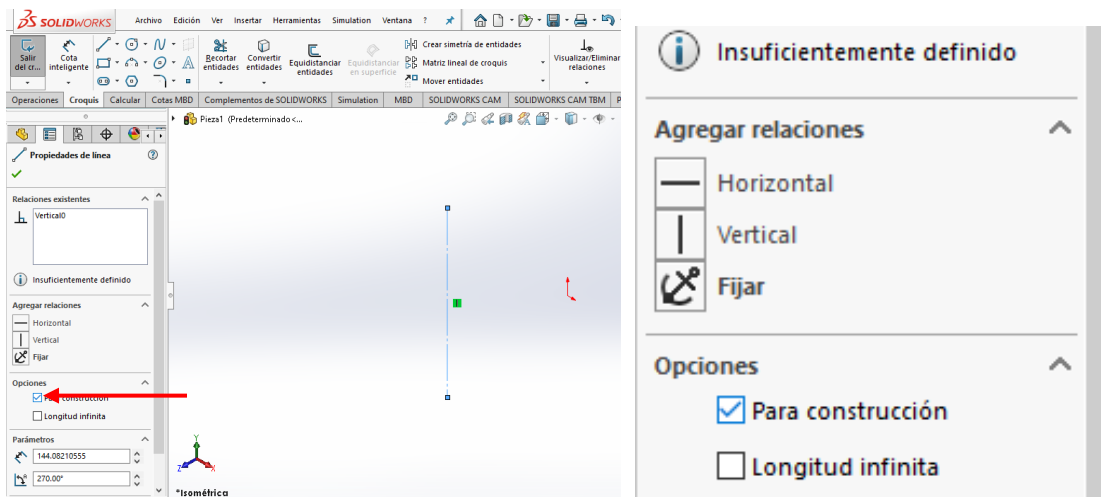 SOLIDWORKS
Archivo Edición Ver Insertar Herramientas Simulation Ventana ?
Salir del cr...
Cota inteligente
Recortar entidades
Convertir entidades
Equidistanciar entidades
Equidistanciar en superficie
Crear simetría de entidades
Matriz lineal de croquis
Mover entidades
Visualizar/Eliminar relaciones
Operaciones Croquis Calcular Cotas MBD Complementos de SOLIDWORKS Simulation MBD SOLIDWORKS CAM SOLIDWORKS CAM TBM P
Pieza1 (Predeterminado<...
Propiedades de línea
Relaciones existentes
Vertical0
Insuficientemente definido
Agregar relaciones
Horizontal
Vertical
Fijar
Opciones
Para construcción
Longitud infinita
Parámetros
144.08210555
270.00°
Y
Z
X
*Isométrica
Insuficientemente definido
Agregar relaciones
Horizontal
Vertical
Fijar
Opciones
Para construcción
Longitud infinita